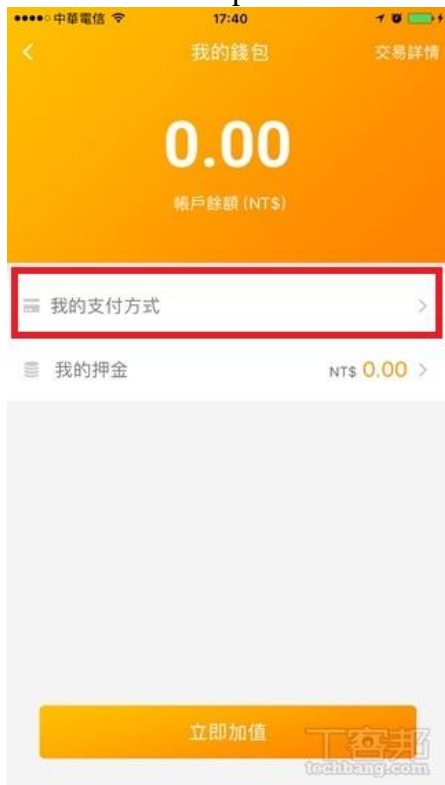 中華電信 17:40
我的錢包 交易詳情
0.00
帳戶餘額 (NT$)
我的支付方式
我的押金 NT$ 0.00
立即加值
T客邦
techbang.com